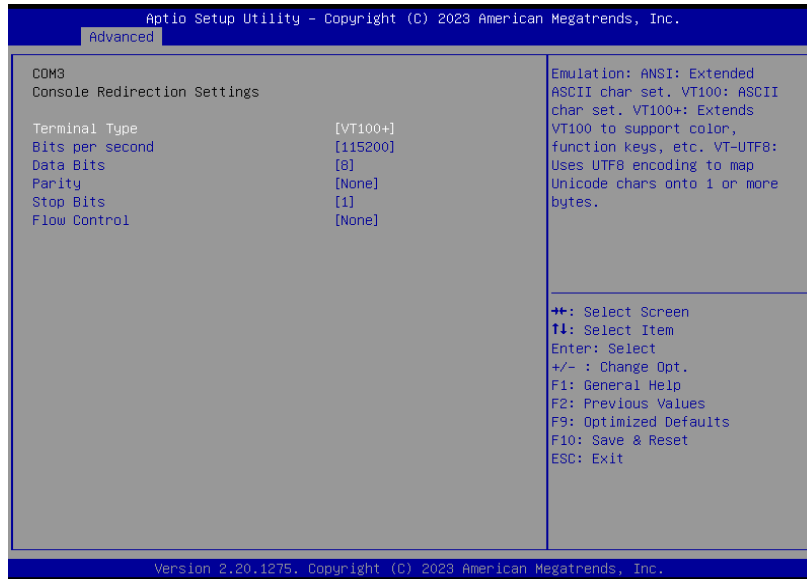 Aptio Setup Utility – Copyright (C) 2023 American Megatrends, Inc.
Advanced
COM3
Console Redirection Settings
Terminal Type [VT100+]
Bits per second [115200]
Data Bits [8]
Parity [None]
Stop Bits [1]
Flow Control [None]
Emulation: ANSI: Extended
ASCII char set. VT100: ASCII
char set. VT100+: Extends
VT100 to support color,
function keys, etc. VT-UTF8:
Uses UTF8 encoding to map
Unicode chars onto 1 or more
bytes.
→←: Select Screen
↑↓: Select Item
Enter: Select
+/- : Change Opt.
F1: General Help
F2: Previous Values
F9: Optimized Defaults
F10: Save & Reset
ESC: Exit
Version 2.20.1275. Copyright (C) 2023 American Megatrends, Inc.